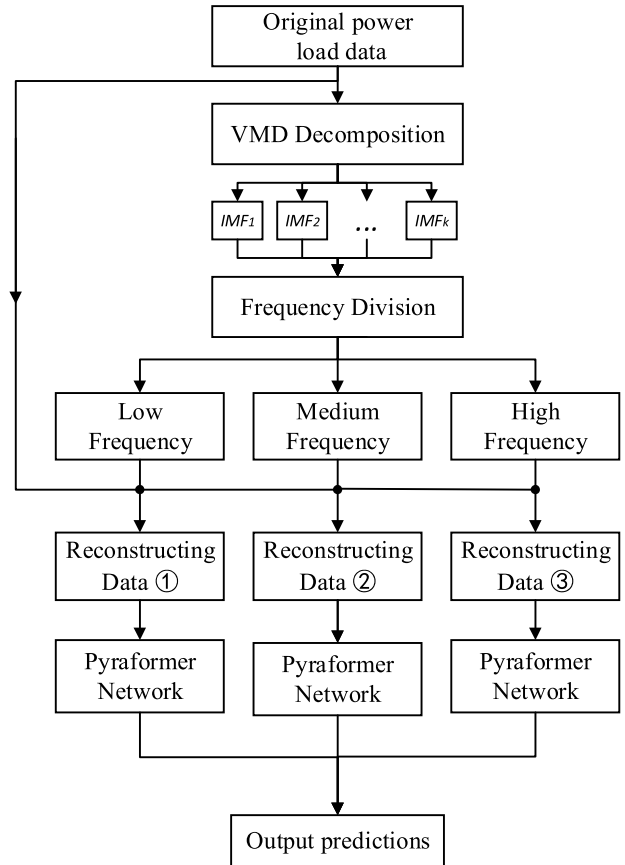 Original power
load data
VMD Decomposition
IMF1 IMF2 ... IMFk
Frequency Division
Low
Frequency
Medium
Frequency
High
Frequency
Reconstructing
Data ①
Reconstructing
Data ②
Reconstructing
Data ③
Pyraformer
Network
Pyraformer
Network
Pyraformer
Network
Output predictions